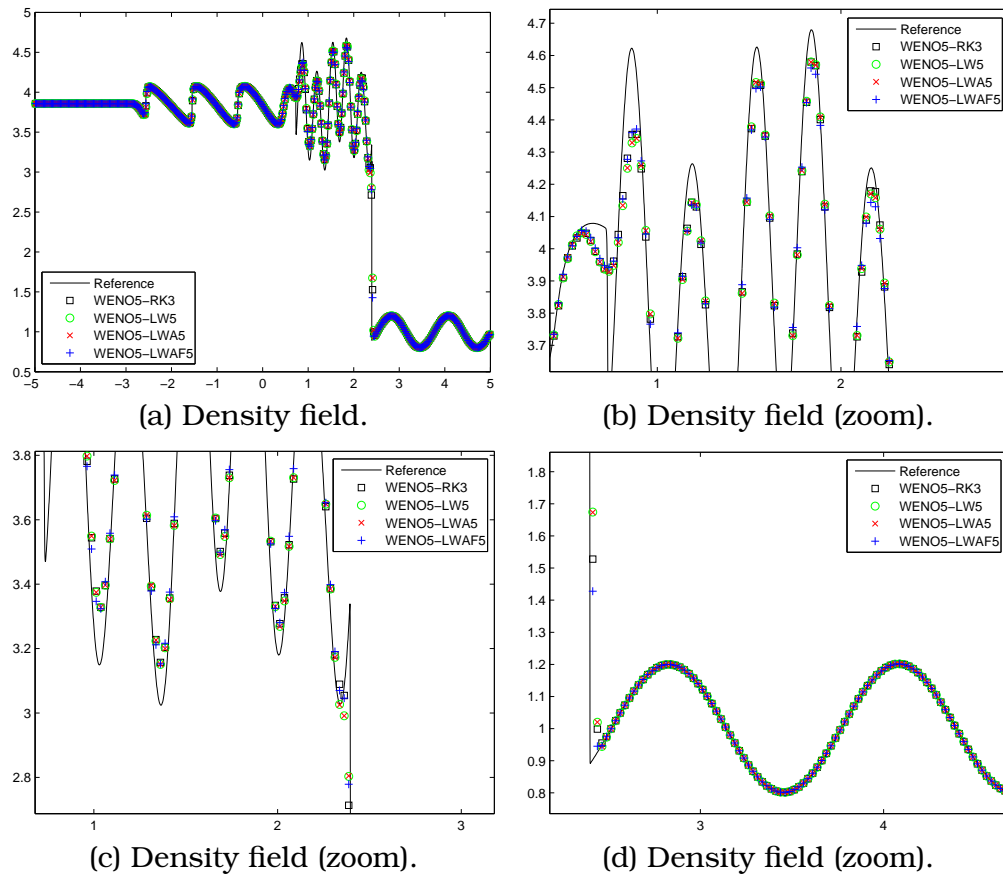 5
4.5
4
3.5
3
2.5
2
1.5
1
0.5
Reference
WENO5−RK3
WENO5−LW5
WENO5−LWA5
WENO5−LWAF5
−5 −4 −3 −2 −1 0 1 2 3 4 5
(a) Density field.
4.7
4.6
4.5
4.4
4.3
4.2
4.1
4
3.9
3.8
3.7
Reference
WENO5−RK3
WENO5−LW5
WENO5−LWA5
WENO5−LWAF5
1 2
(b) Density field (zoom).
3.8
3.6
3.4
3.2
3
2.8
Reference
WENO5−RK3
WENO5−LW5
WENO5−LWA5
WENO5−LWAF5
1 2 3
(c) Density field (zoom).
1.8
1.7
1.6
1.5
1.4
1.3
1.2
1.1
1
0.9
0.8
Reference
WENO5−RK3
WENO5−LW5
WENO5−LWA5
WENO5−LWAF5
3 4
(d) Density field (zoom).